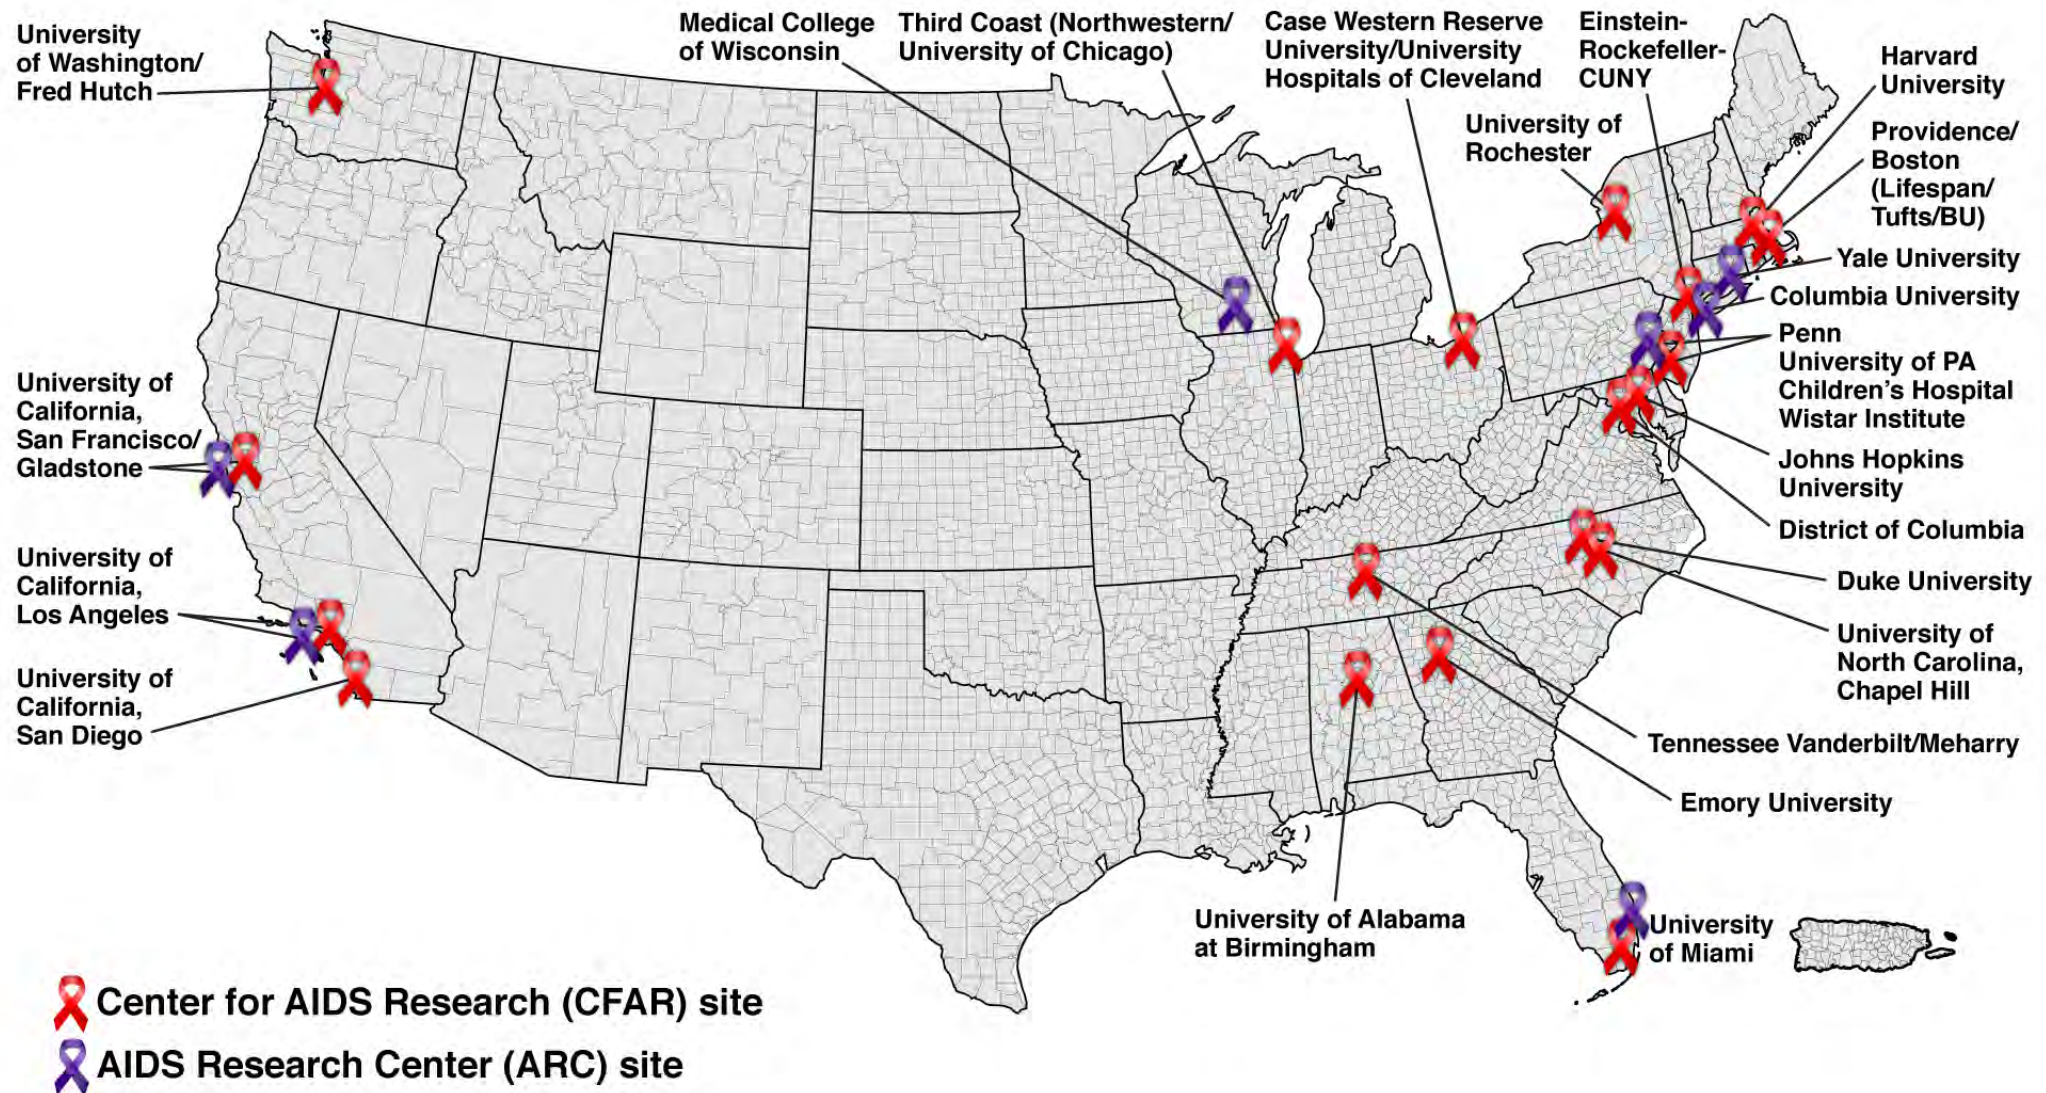 University
of Washington/
Fred Hutch
Medical College
of Wisconsin
Third Coast (Northwestern/
University of Chicago)
Case Western Reserve
University/University
Hospitals of Cleveland
Einstein-
Rockefeller-
CUNY
University of
Rochester
Harvard
University
Providence/
Boston
(Lifespan/
Tufts/BU)
Yale University
Columbia University
Penn
University of PA
Children's Hospital
Wistar Institute
Johns Hopkins
University
District of Columbia
Duke University
University of
North Carolina,
Chapel Hill
Tennessee Vanderbilt/Meharry
Emory University
University of
California,
San Francisco/
Gladstone
University of
California,
Los Angeles
University of
California,
San Diego
University of Alabama
at Birmingham
University
of Miami
Center for AIDS Research (CFAR) site
AIDS Research Center (ARC) site